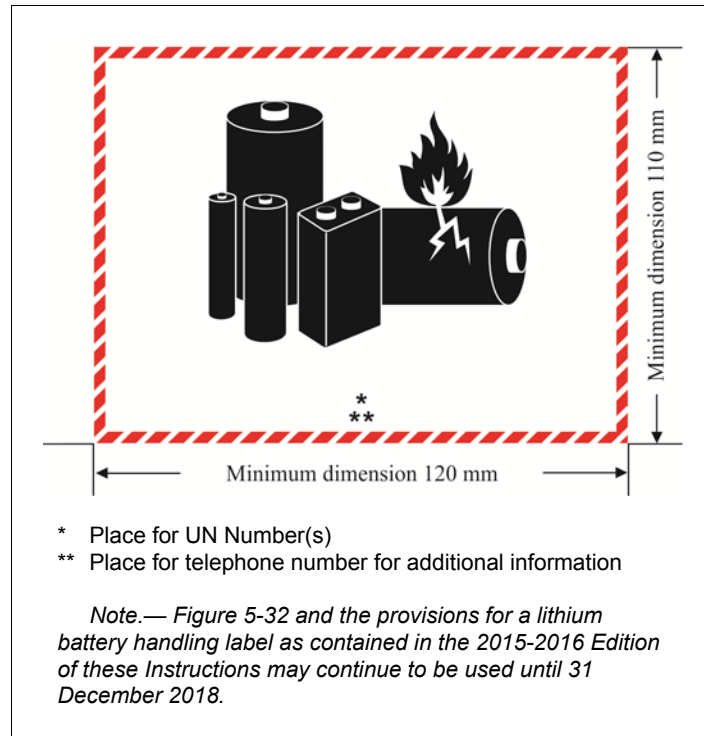 Minimum dimension 110 mm
*
**
Minimum dimension 120 mm
* Place for UN Number(s)
** Place for telephone number for additional information
Note.— Figure 5-32 and the provisions for a lithium
battery handling label as contained in the 2015-2016 Edition
of these Instructions may continue to be used until 31
December 2018.